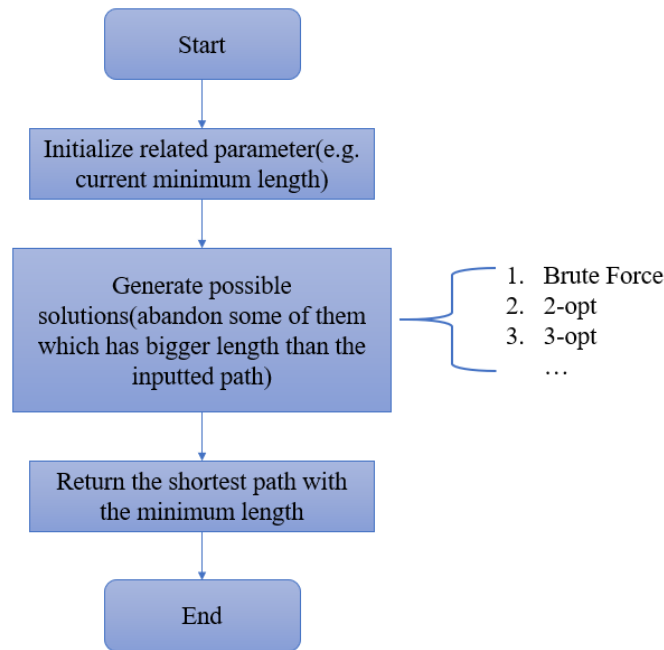 Start
Initialize related parameter(e.g.
current minimum length)
Generate possible
solutions(abandon some of them
which has bigger length than the
inputted path)
1. Brute Force
2. 2-opt
3. 3-opt
…
Return the shortest path with
the minimum length
End